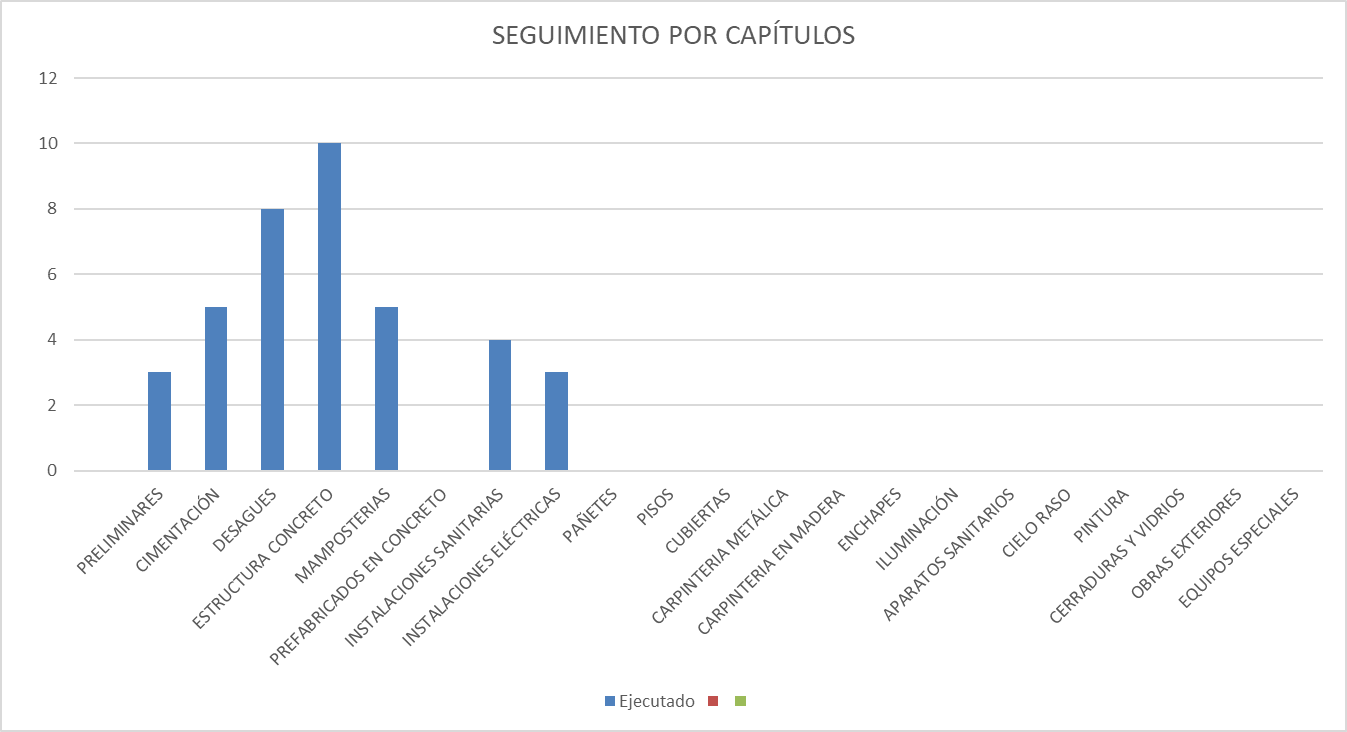 SEGUIMIENTO POR CAPÍTULOS
12
10
8
6
4
2
0
PRELIMINARES
CIMENTACIÓN
DESAGUES
ESTRUCTURA CONCRETO
MAMPOSTERIAS
PREFABRICADOS EN CONCRETO
INSTALACIONES SANITARIAS
INSTALACIONES ELÉCTRICAS
PAÑETES
PISOS
CUBIERTAS
CARPINTERIA METÁLICA
CARPINTERIA EN MADERA
ENCHAPES
ILUMINACIÓN
APARATOS SANITARIOS
CIELO RASO
PINTURA
CERRADURAS Y VIDRIOS
OBRAS EXTERIORES
EQUIPOS ESPECIALES
Ejecutado